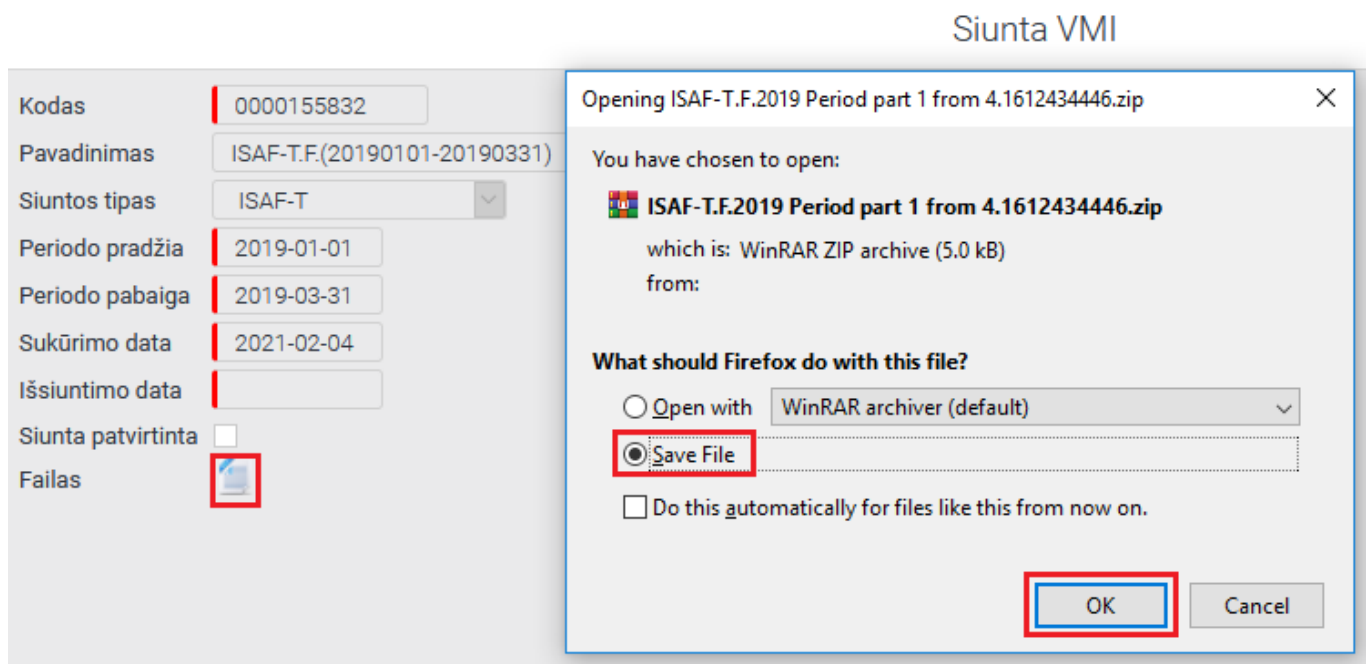 Siunta VMI
Kodas 0000155832
Pavadinimas ISAF-T.F.(20190101-20190331)
Siuntos tipas ISAF-T
Periodo pradžia 2019-01-01
Periodo pabaiga 2019-03-31
Sukūrimo data 2021-02-04
Išsiuntimo data
Siunta patvirtinta
Failas
Opening ISAF-T.F.2019 Period part 1 from 4.1612434446.zip
You have chosen to open:
ISAF-T.F.2019 Period part 1 from 4.1612434446.zip
which is: WinRAR ZIP archive (5.0 kB)
from:
What should Firefox do with this file?
Open with WinRAR archiver (default)
Save File
Do this automatically for files like this from now on.
OK Cancel